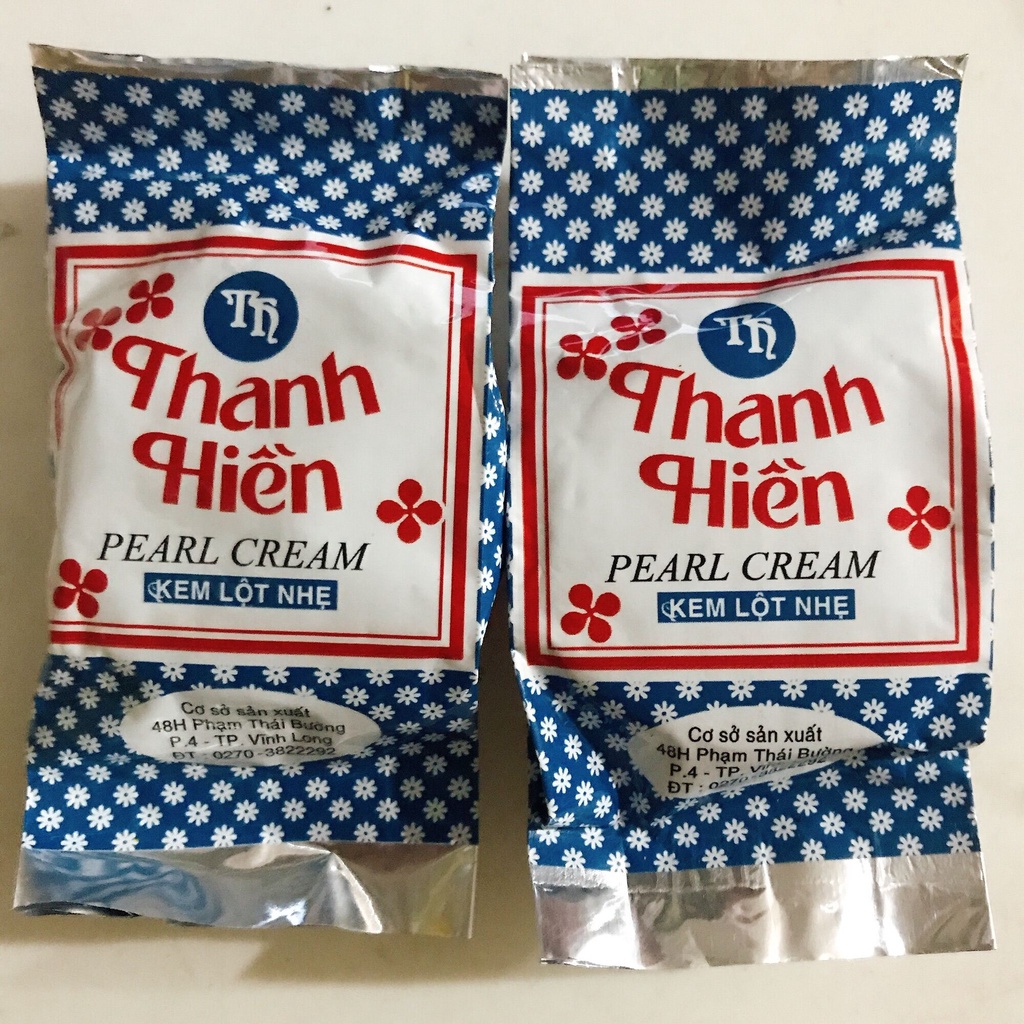 TH
Thanh
Hiền
PEARL CREAM
KEM LỘT NHẸ
Cơ sở sản xuất
48H Phạm Thái Bường
P.4 - TP. Vĩnh Long
ĐT : 0270 -3822292
TH
Thanh
Hiền
PEARL CREAM
KEM LỘT NHẸ
Cơ sở sản xuất
48H Phạm Thái Bường
P.4 - TP.
ĐT :